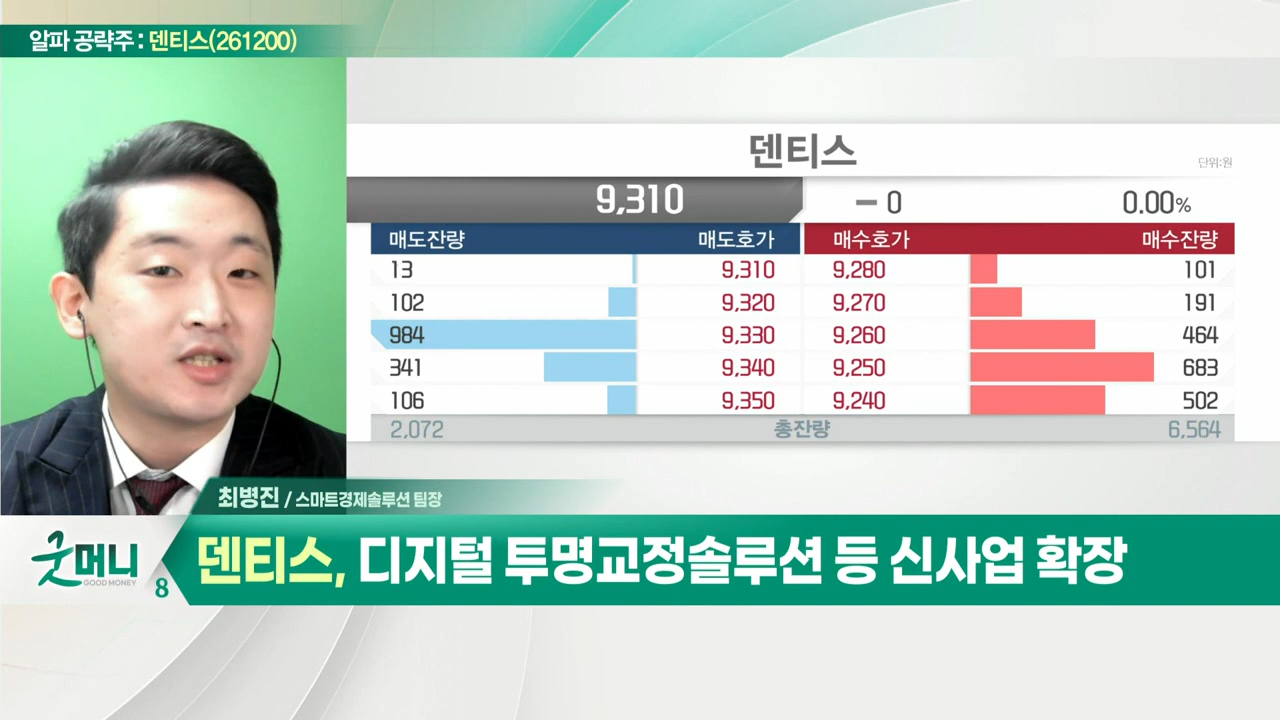 알파 공략주 : 덴티스(261200)
덴티스
단위:원
9,310 0 0.00%
매도잔량 매도호가 매수호가 매수잔량
13 9,310 9,280 101
102 9,320 9,270 191
984 9,330 9,260 464
341 9,340 9,250 683
106 9,350 9,240 502
2,072 총잔량 6,564
최병진 / 스마트경제솔루션 팀장
굿머니
GOOD MONEY
8
덴티스, 디지털 투명교정솔루션 등 신사업 확장